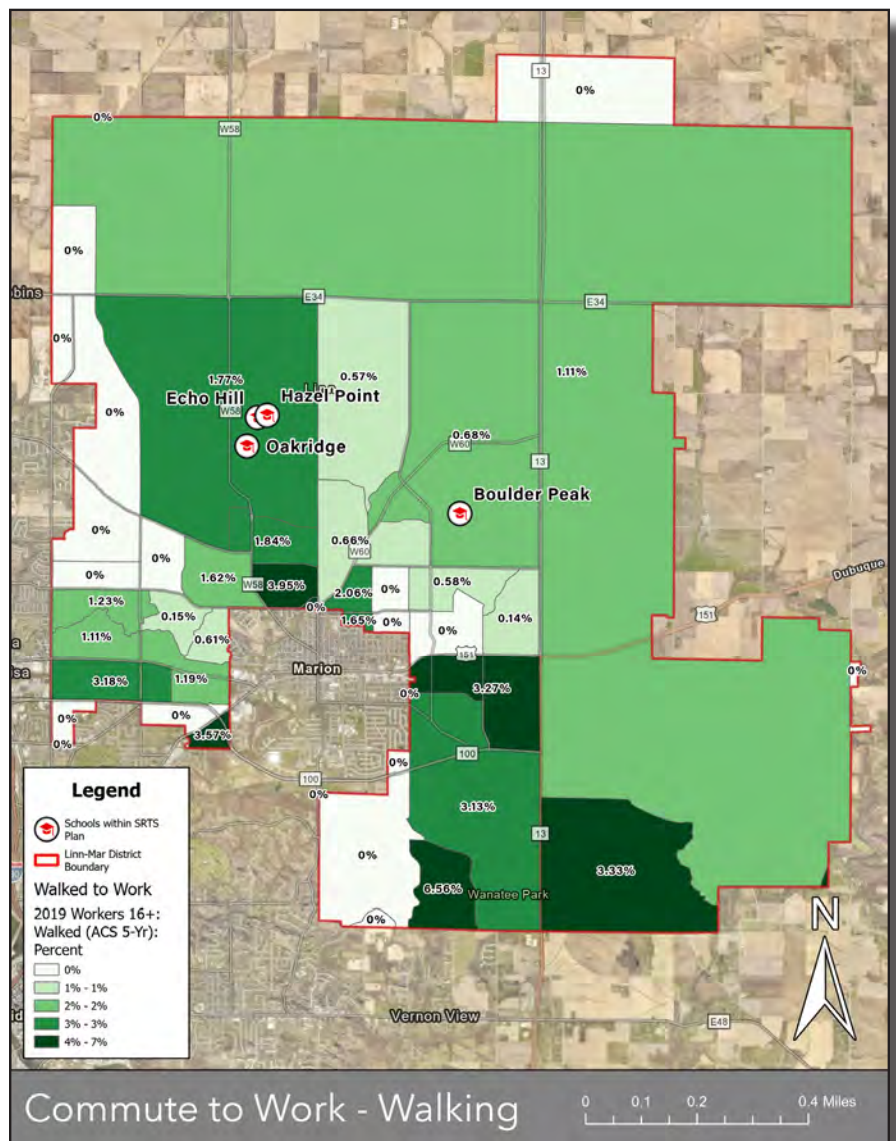 13
0%
0%
W58
0%
bins
E34
E34
0%
1.77%
Linn
0.57%
1.11%
Echo Hill
Hazel Point
W58
0%
Oakridge
0.68%
W60
13
Boulder Peak
0%
1.84%
0.66%
W60
0%
1.62%
W58
3.95%
2.06%
0%
0.58%
Dubuque
1.23%
0.15%
0%
1.65%
0%
0.14%
151
1.11%
0.61%
0%
a
151
Marion
sa
3.18%
1.19%
0%
3.27%
0%
0%
0%
3.57%
0%
100
0%
100
0%
3.13%
13
0%
3.33%
6.56%
Wanatee Park
0%
Legend
Schools within SRTS
Plan
Linn-Mar District
Boundary
Walked to Work
2019 Workers 16+:
Walked (ACS 5-Yr):
Percent
0%
1% - 1%
2% - 2%
3% - 3%
4% - 7%
N
Vernon View
E48
Commute to Work - Walking
0 0.1 0.2 0.4 Miles